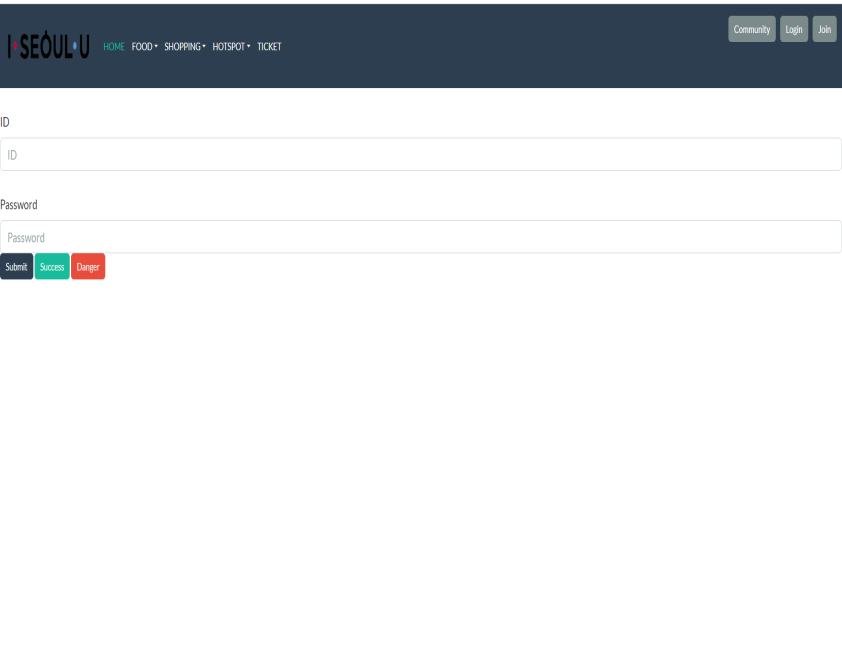 Community Login Join
I·SEOUL·U HOME FOOD SHOPPING HOTSPOT TICKET
ID
ID
Password
Password
Submit Success Danger